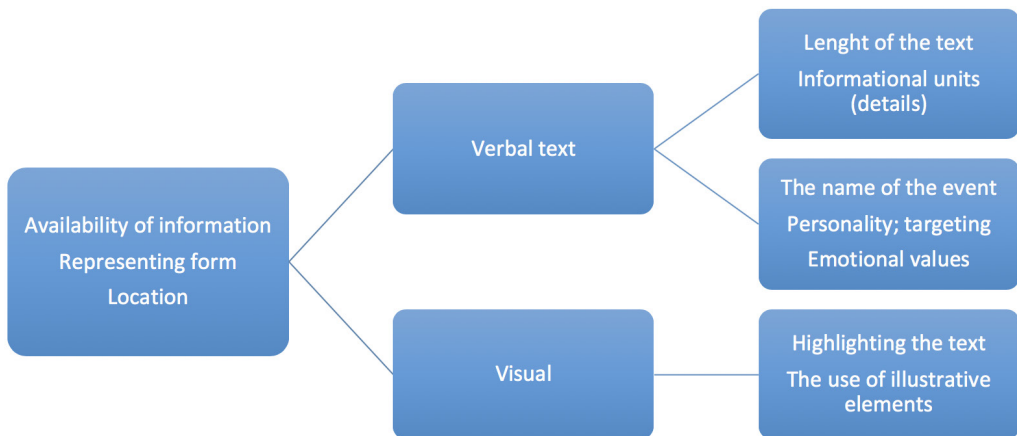 Availability of information
Representing form
Location
Verbal text
Visual
Lenght of the text
Informational units
(details)
The name of the event
Personality; targeting
Emotional values
Highlighting the text
The use of illustrative
elements